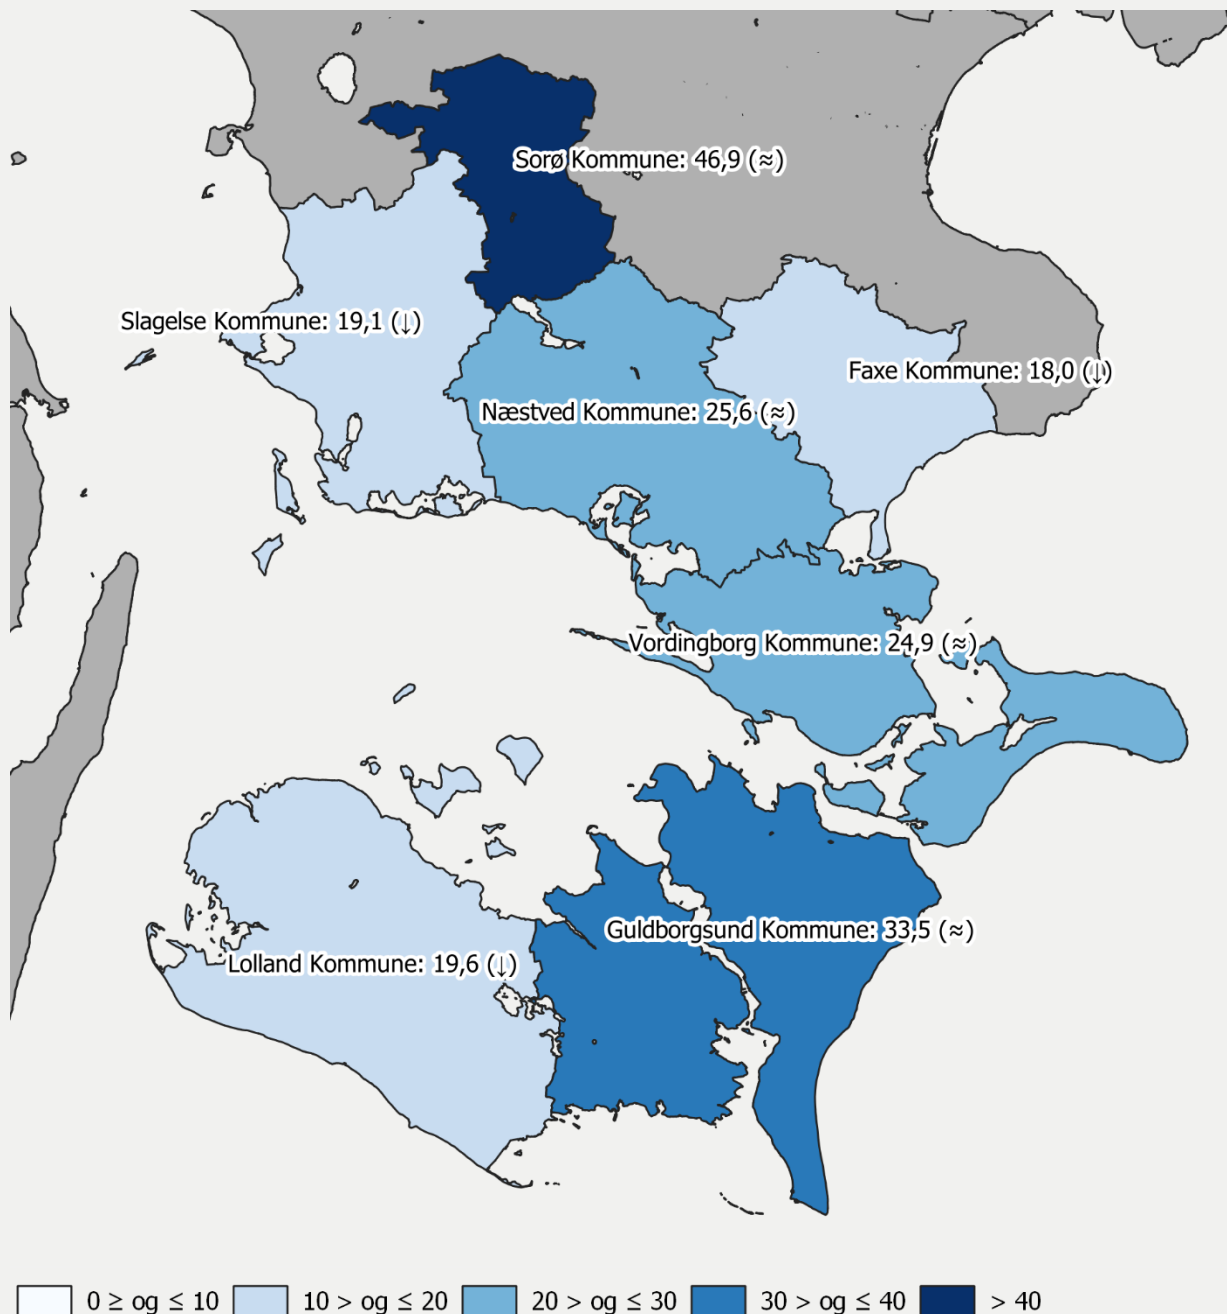 Sorø Kommune: 46,9 (≈)
Slagelse Kommune: 19,1 (↓)
Faxe Kommune: 18,0 (↓)
Næstved Kommune: 25,6 (≈)
Vordingborg Kommune: 24,9 (≈)
Guldborgsund Kommune: 33,5 (≈)
Lolland Kommune: 19,6 (↓)
0 ≥ og ≤ 10 10 > og ≤ 20 20 > og ≤ 30 30 > og ≤ 40 > 40